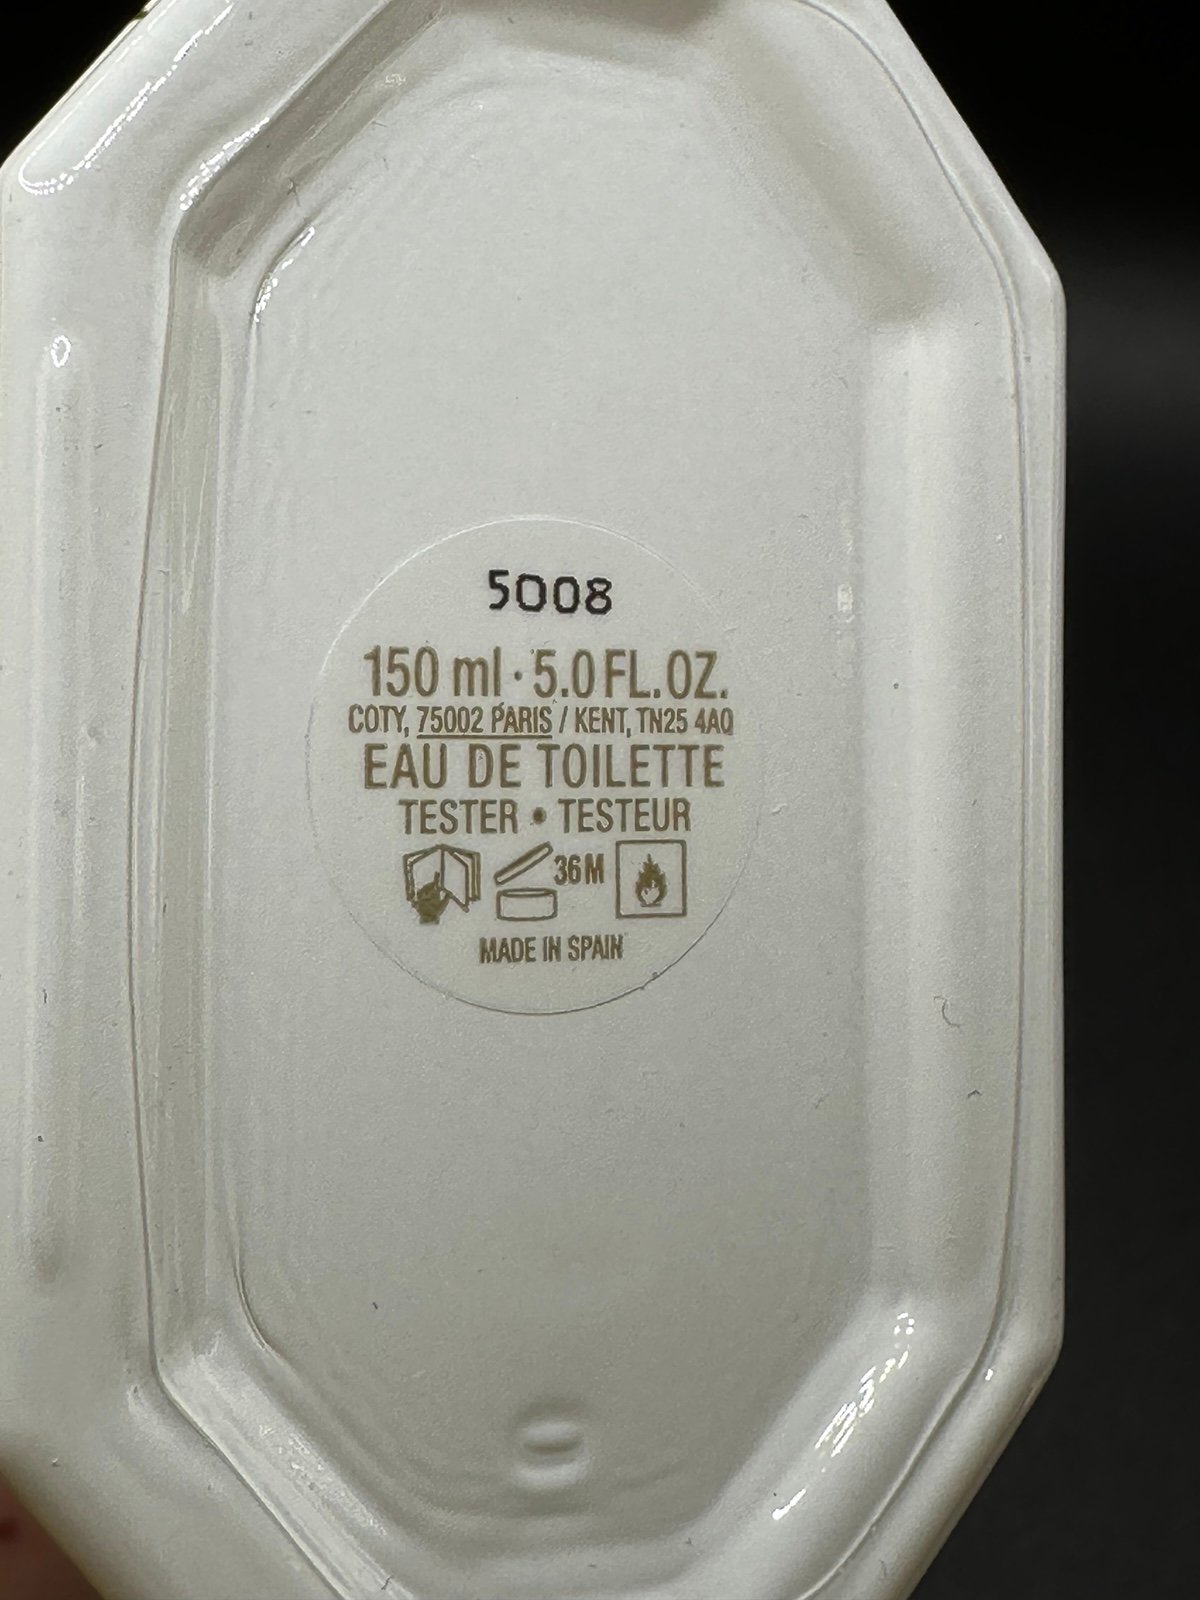 5008
150 ml · 5.0 FL. OZ.
COTY, 75002 PARIS / KENT, TN25 4AQ
EAU DE TOILETTE
TESTER • TESTEUR
36 M
MADE IN SPAIN